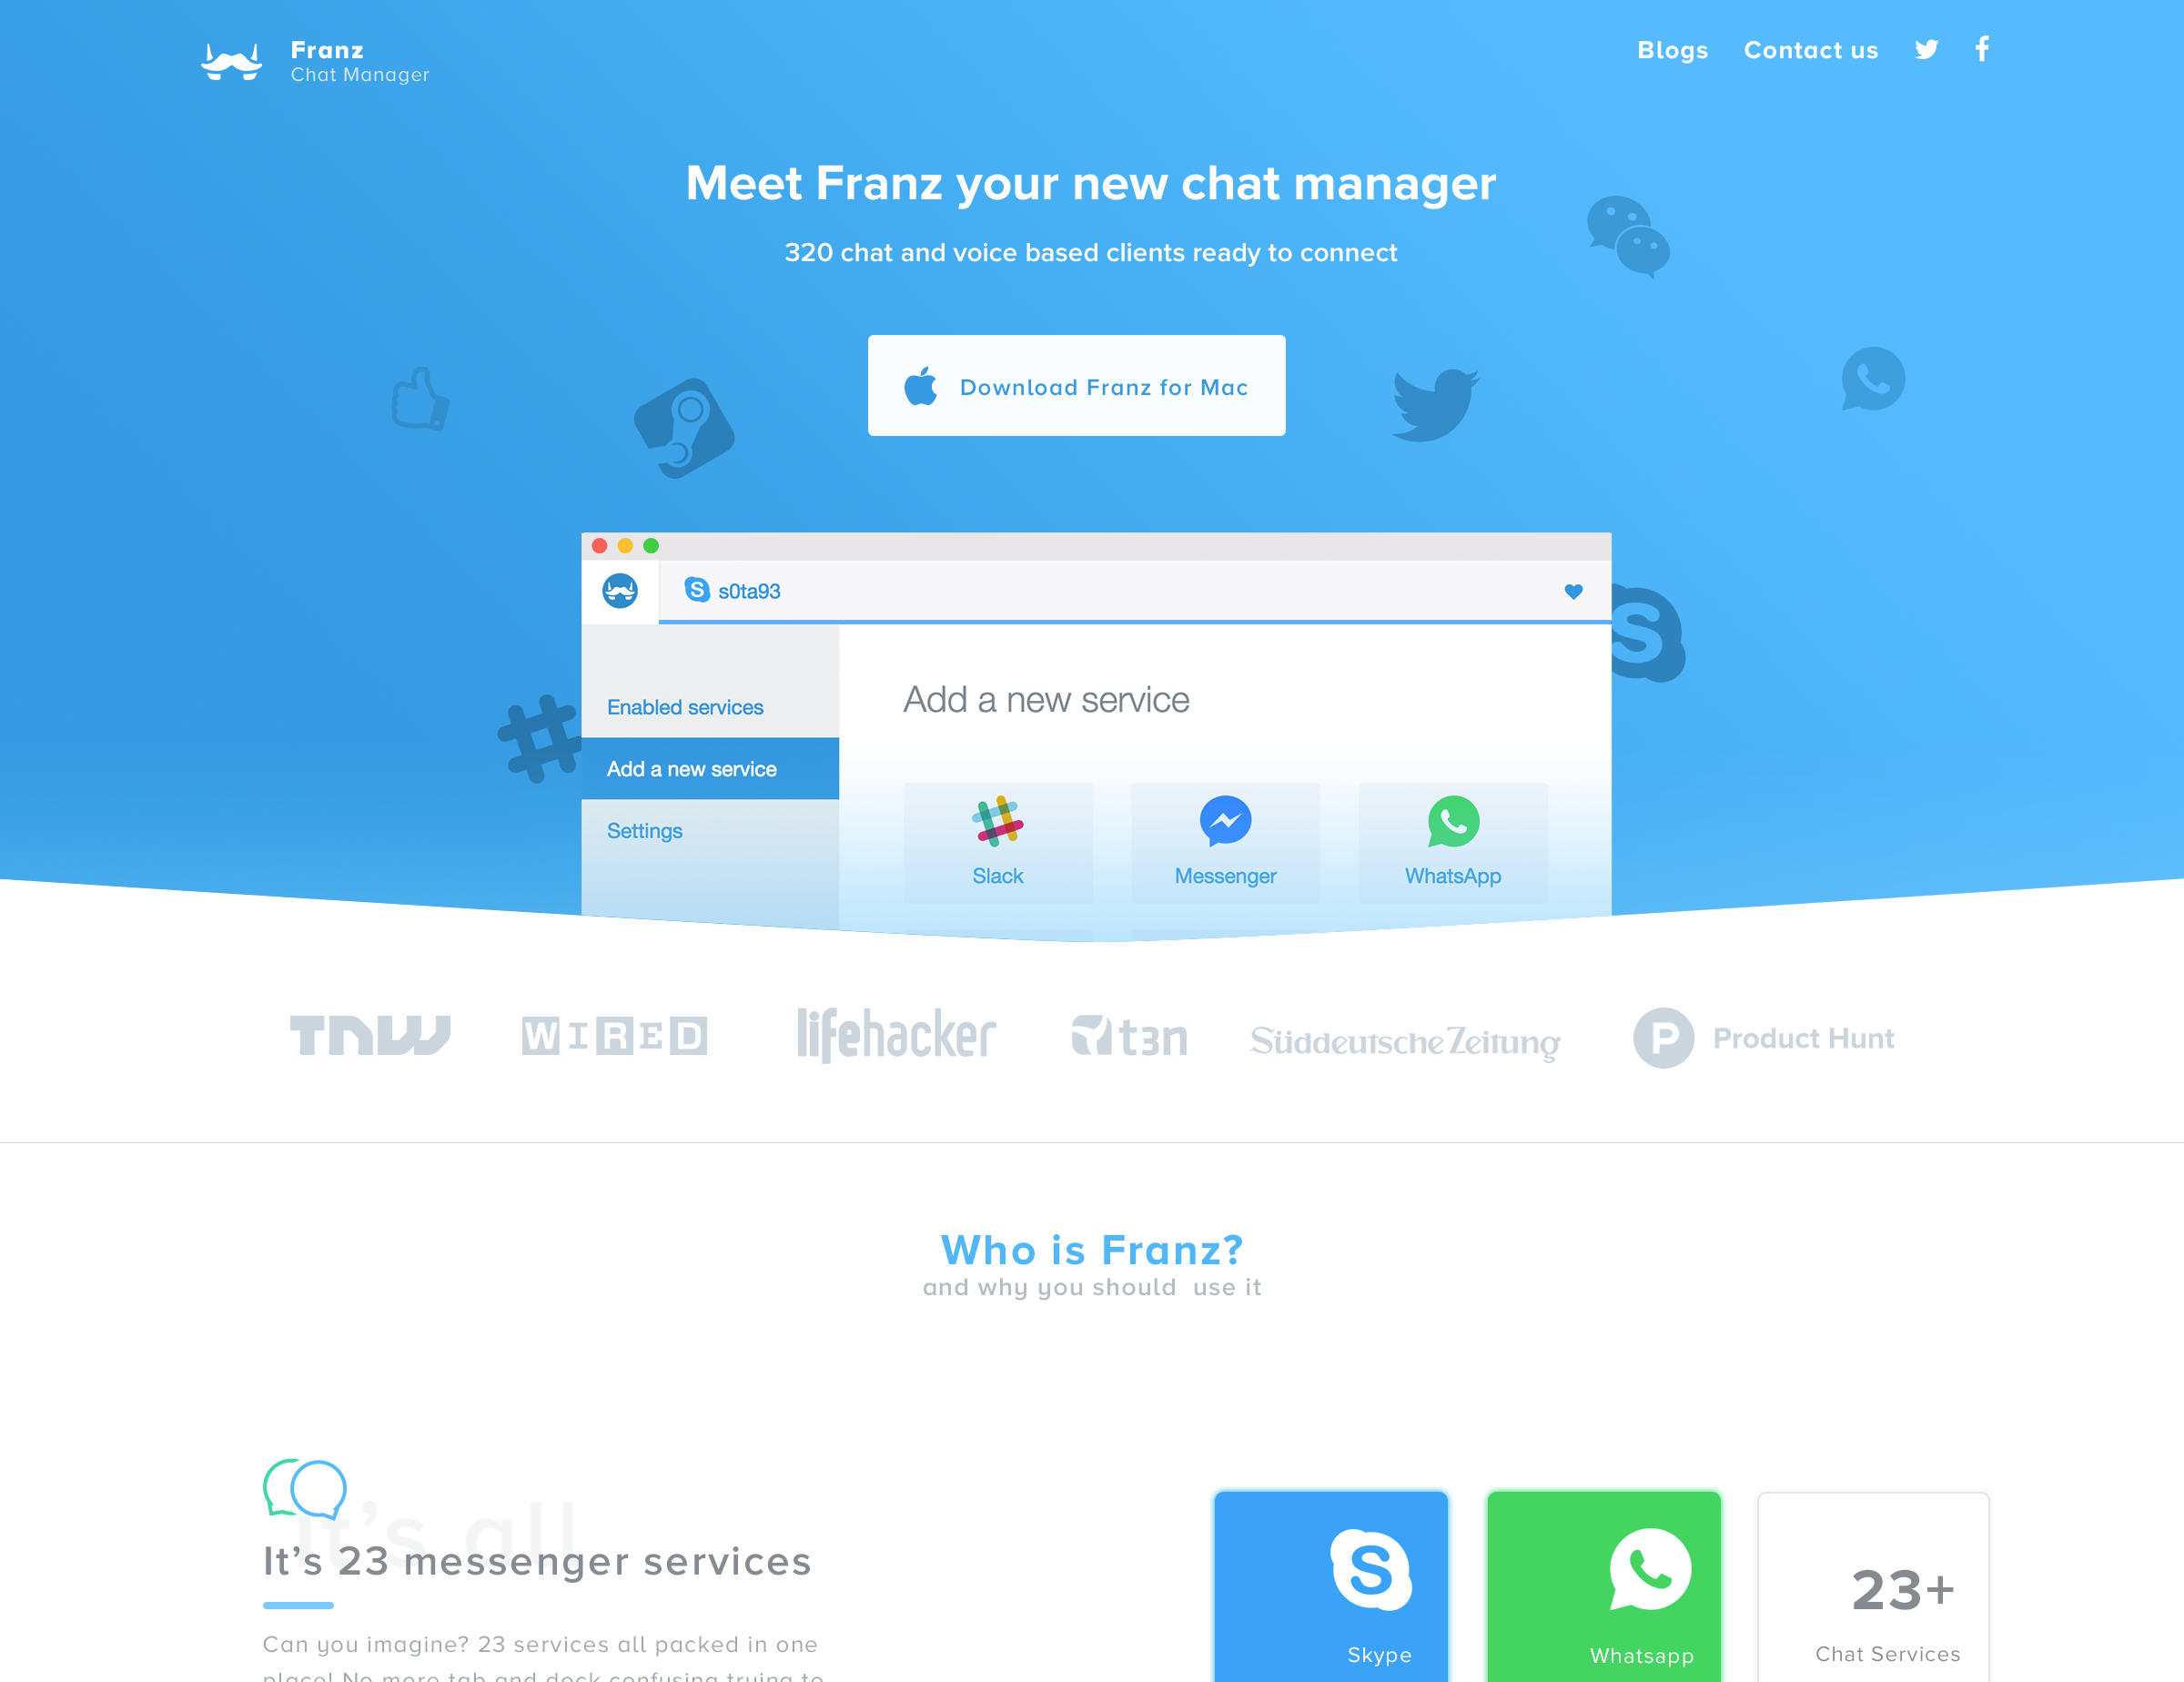 Franz
Chat Manager
Blogs
Contact us
Meet Franz your new chat manager
320 chat and voice based clients ready to connect
Download Franz for Mac
s0ta93
Enabled services
Add a new service
Settings
Add a new service
Slack
Messenger
WhatsApp
TNW
WIRED
lifehacker
t3n
Süddeutsche Zeitung
P Product Hunt
Who is Franz?
and why you should use it
It's all
It's 23 messenger services
Can you imagine? 23 services all packed in one
place! No more tab and dock confusing trying to
Skype
Whatsapp
23+
Chat Services